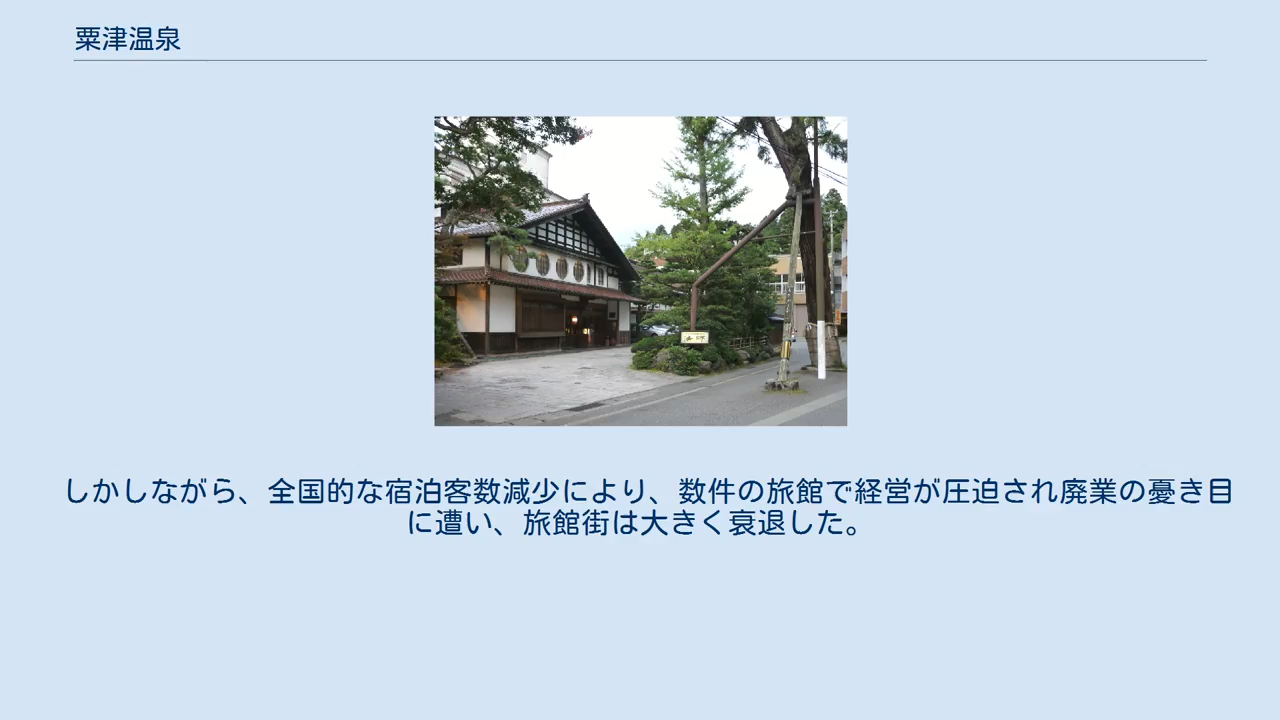 粟津温泉
しかしながら、全国的な宿泊客数減少により、数件の旅館で経営が圧迫され廃業の憂き目
に遭い、旅館街は大きく衰退した。